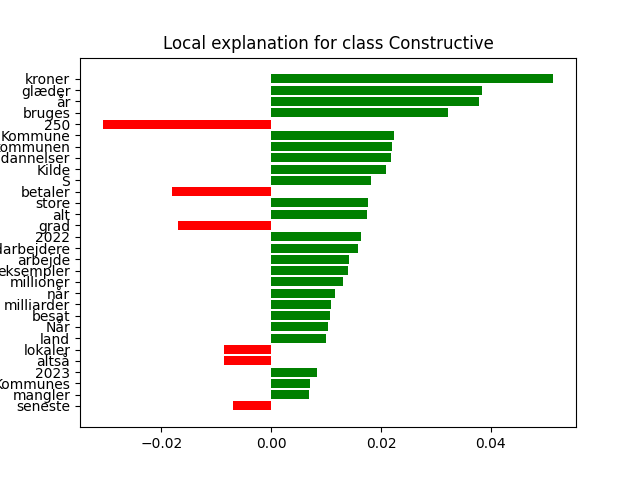 Local explanation for class Constructive
kroner
glæder
år
bruges
250
Kommune
ommunen
dannelser
Kilde
S
betaler
store
alt
grad
2022
darbejdere
arbejde
eksempler
millioner
når
milliarder
besat
Når
land
lokaler
altså
2023
Kommunes
mangler
seneste
−0.02 0.00 0.02 0.04